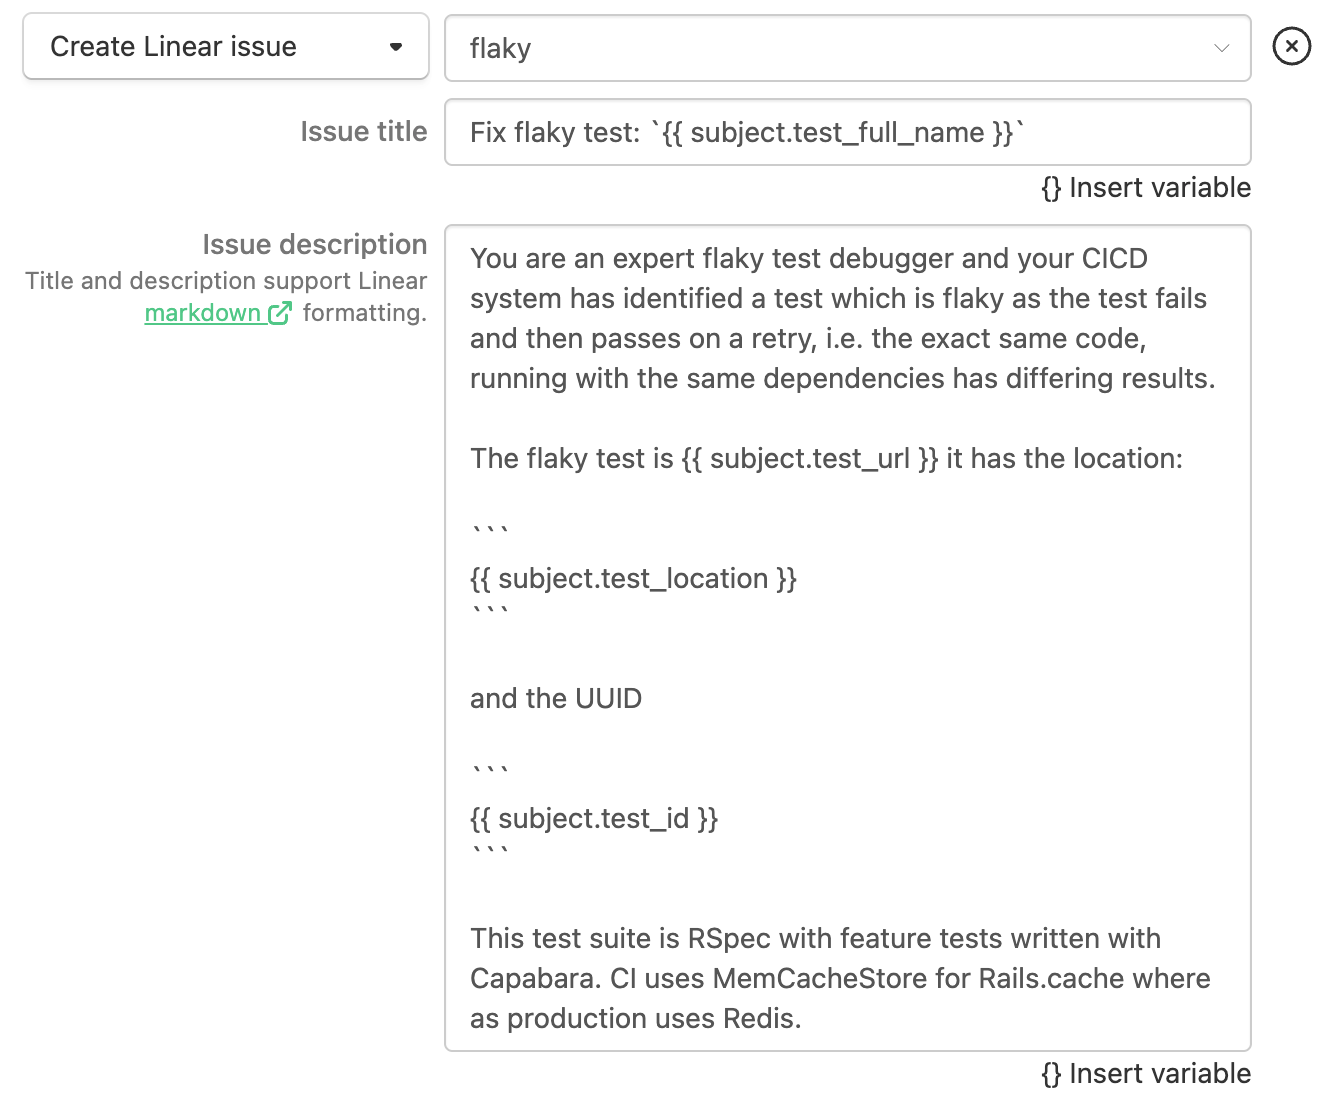 Create Linear issue
flaky
Issue title
Fix flaky test: `{{ subject.test_full_name }}`
{} Insert variable
Issue description
Title and description support Linear
markdown formatting.
You are an expert flaky test debugger and your CICD
system has identified a test which is flaky as the test fails
and then passes on a retry, i.e. the exact same code,
running with the same dependencies has differing results.
The flaky test is {{ subject.test_url }} it has the location:
```
{{ subject.test_location }}
```
and the UUID
```
{{ subject.test_id }}
```
This test suite is RSpec with feature tests written with
Capabara. CI uses MemCacheStore for Rails.cache where
as production uses Redis.
{} Insert variable